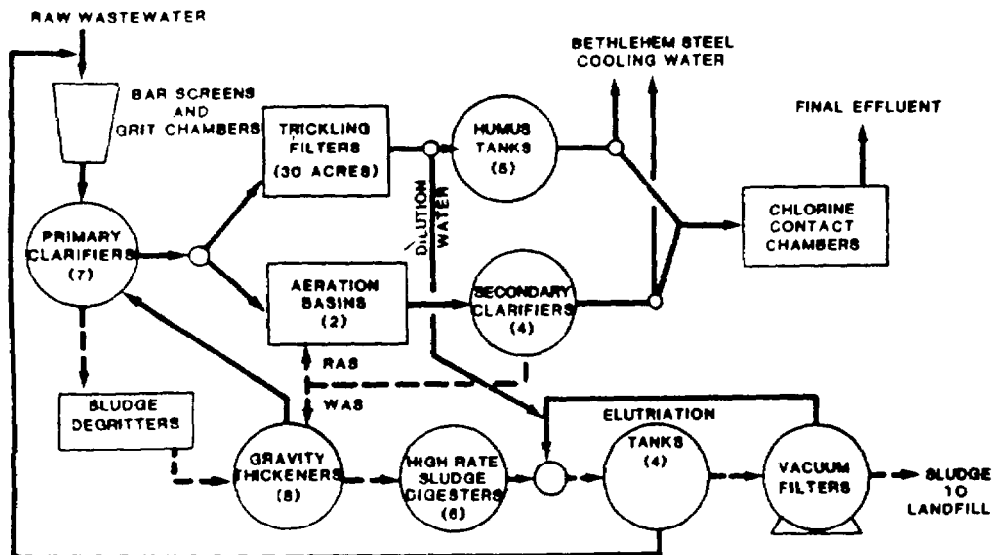 RAW WASTEWATER
BAR SCREENS
AND
GRIT CHAMBERS
BETHLEHEM STEEL
COOLING WATER
FINAL EFFLUENT
TRICKLING
FILTERS
(30 ACRES)
HUMUS
TANKS
(5)
PRIMARY
CLARIFIERS
(7)
DILUTION
WATER
CHLORINE
CONTACT
CHAMBERS
AERATION
BASINS
(2)
SECONDARY
CLARIFIERS
(4)
RAS
WAS
SLUDGE
DEGRITTERS
GRAVITY
THICKENERS
(8)
HIGH RATE
SLUDGE
DIGESTERS
(6)
ELUTRIATION
TANKS
(4)
VACUUM
FILTERS
SLUDGE
TO
LANDFILL